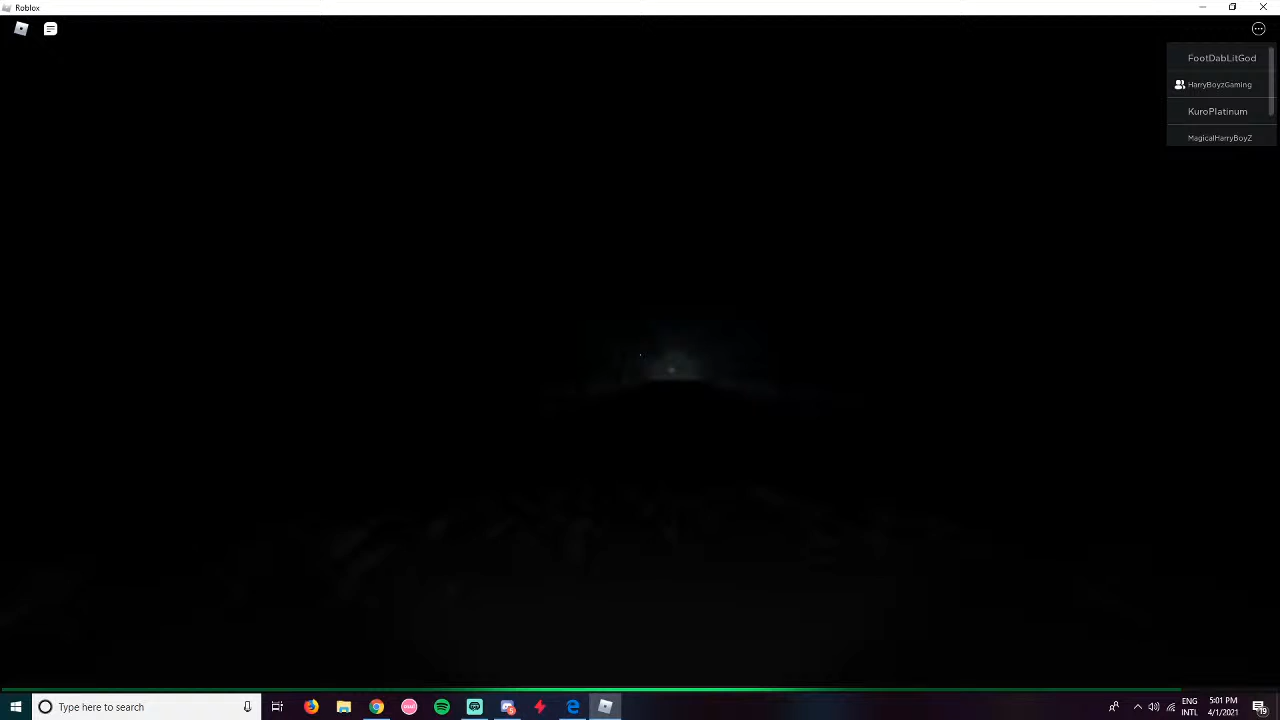 Roblox
FootDabLitGod
HarryBoyzGaming
KuroPlatinum
MagicalHarryBoyZ
Type here to search
ENG
INTL
5:01 PM
4/1/2021